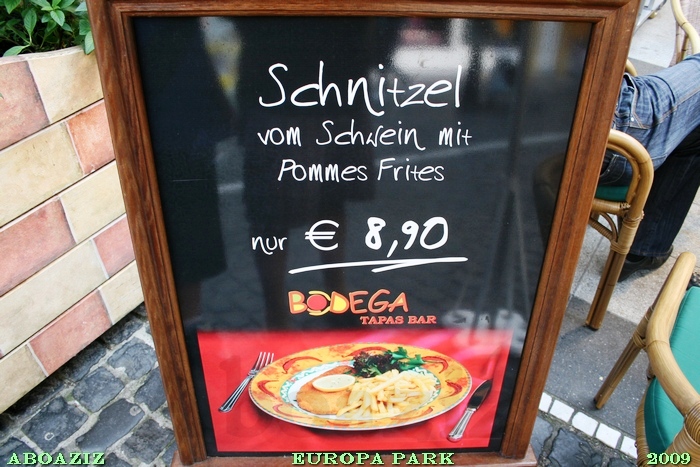 Schnitzel
vom Schwein mit
Pommes Frites
nur € 8,90
BODEGA
TAPAS BAR
ABOAZIZ EUROPA PARK 2009